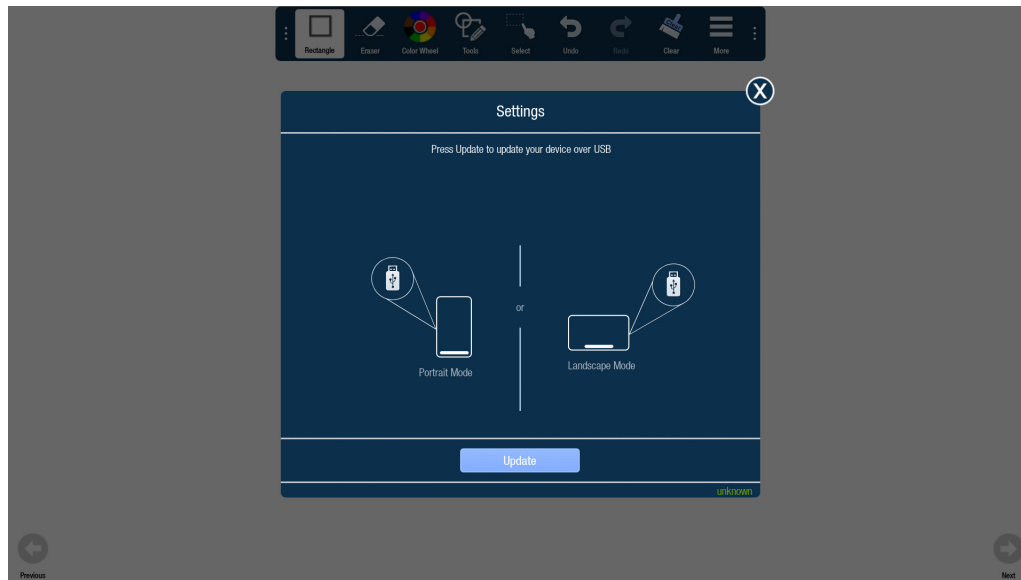 Rectangle
Eraser
Color Wheel
Tools
Select
Undo
Redo
Clear
More
X
Settings
Press Update to update your device over USB
or
Portrait Mode
Landscape Mode
Update
unknown
Previous
Next